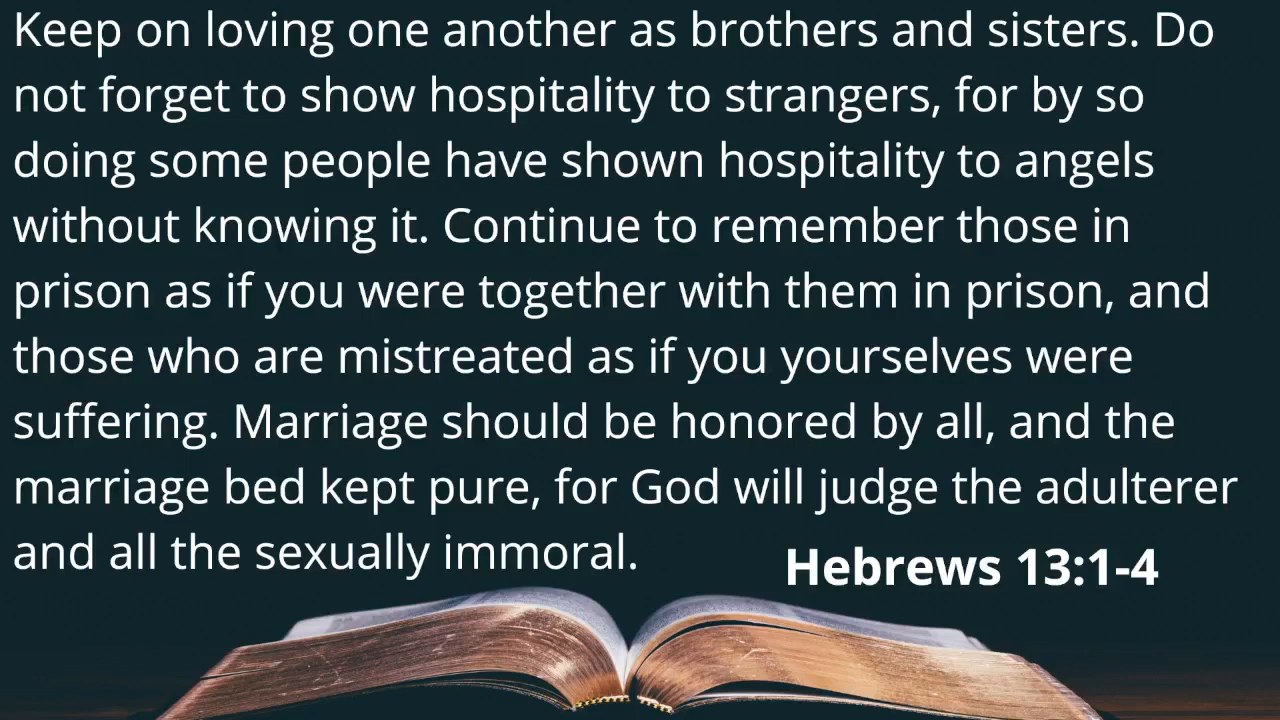 Keep on loving one another as brothers and sisters. Do
not forget to show hospitality to strangers, for by so
doing some people have shown hospitality to angels
without knowing it. Continue to remember those in
prison as if you were together with them in prison, and
those who are mistreated as if you yourselves were
suffering. Marriage should be honored by all, and the
marriage bed kept pure, for God will judge the adulterer
and all the sexually immoral.
Hebrews 13:1-4